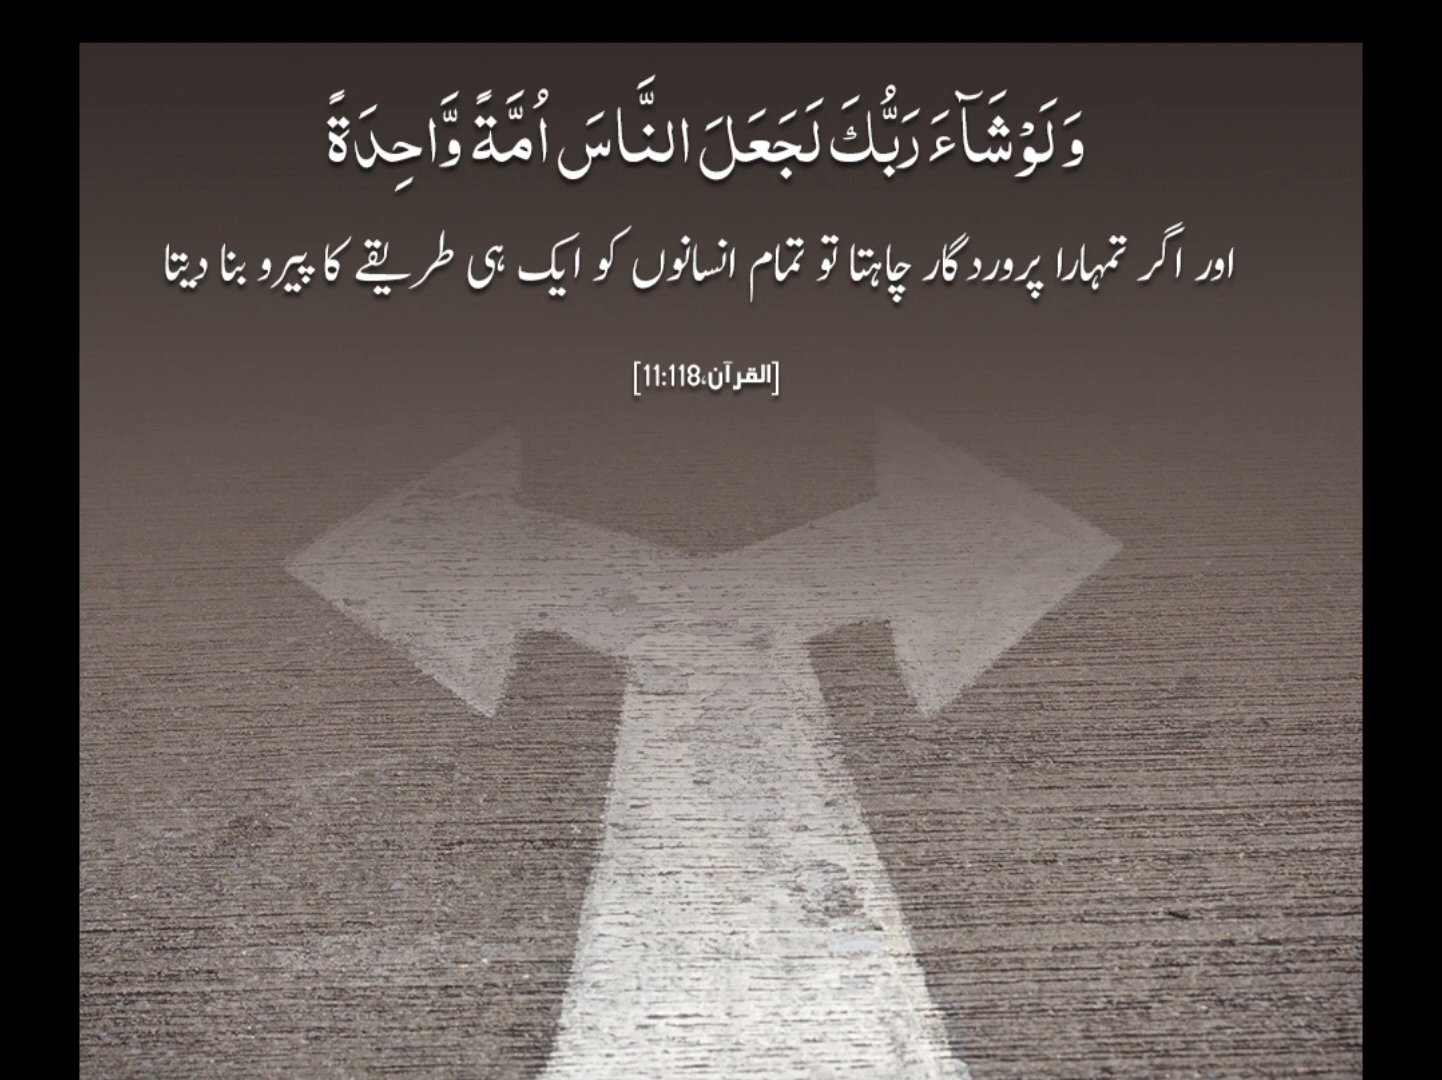 وَلَوْ شَآءَ رَبُّكَ لَجَعَلَ النَّاسَ اُمَّةً وَّاحِدَةً
اور اگر تمہارا پروردگار چاہتا تو تمام انسانوں کو ایک ہی طریقے کا پیرو بنا دیتا
[القرآن،11:118]